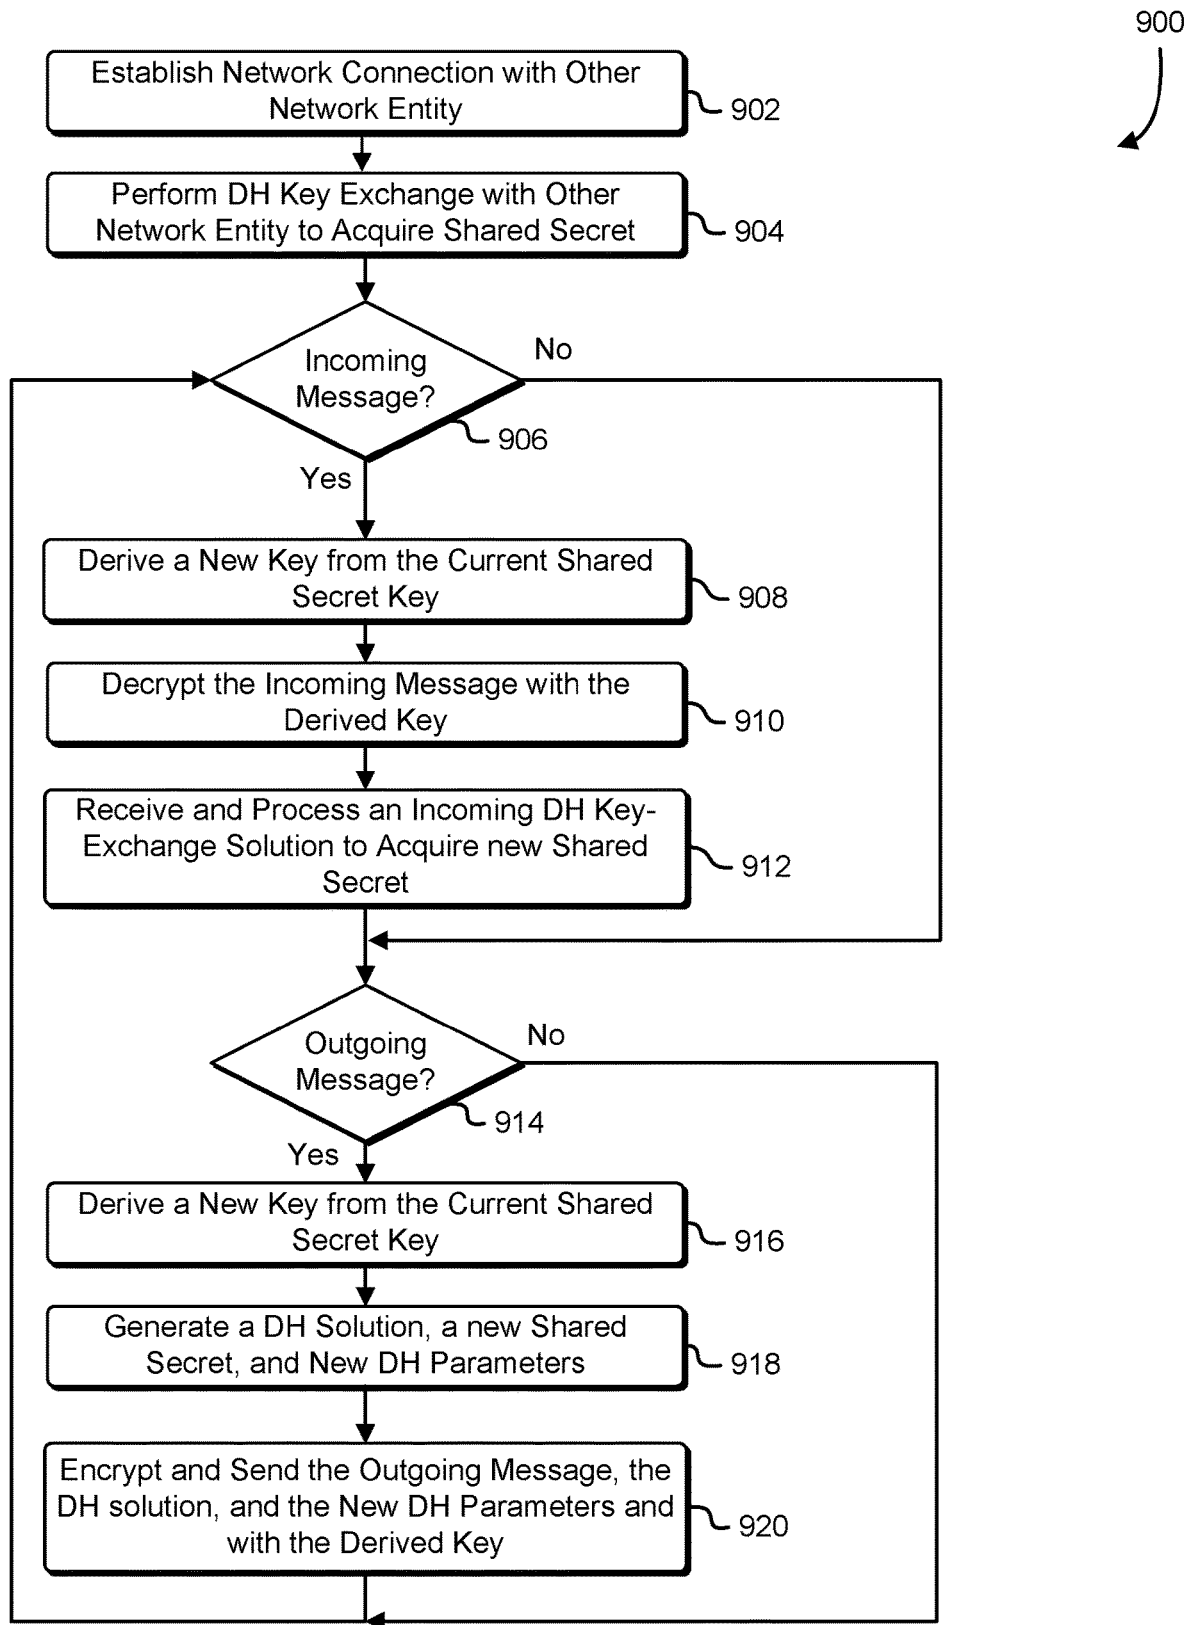 900
Establish Network Connection with Other
Network Entity
902
Perform DH Key Exchange with Other
Network Entity to Acquire Shared Secret
904
Incoming
Message?
No
906
Yes
Derive a New Key from the Current Shared
Secret Key
908
Decrypt the Incoming Message with the
Derived Key
910
Receive and Process an Incoming DH Key-
Exchange Solution to Acquire new Shared
Secret
912
Outgoing
Message?
No
914
Yes
Derive a New Key from the Current Shared
Secret Key
916
Generate a DH Solution, a new Shared
Secret, and New DH Parameters
918
Encrypt and Send the Outgoing Message, the
DH solution, and the New DH Parameters and
with the Derived Key
920